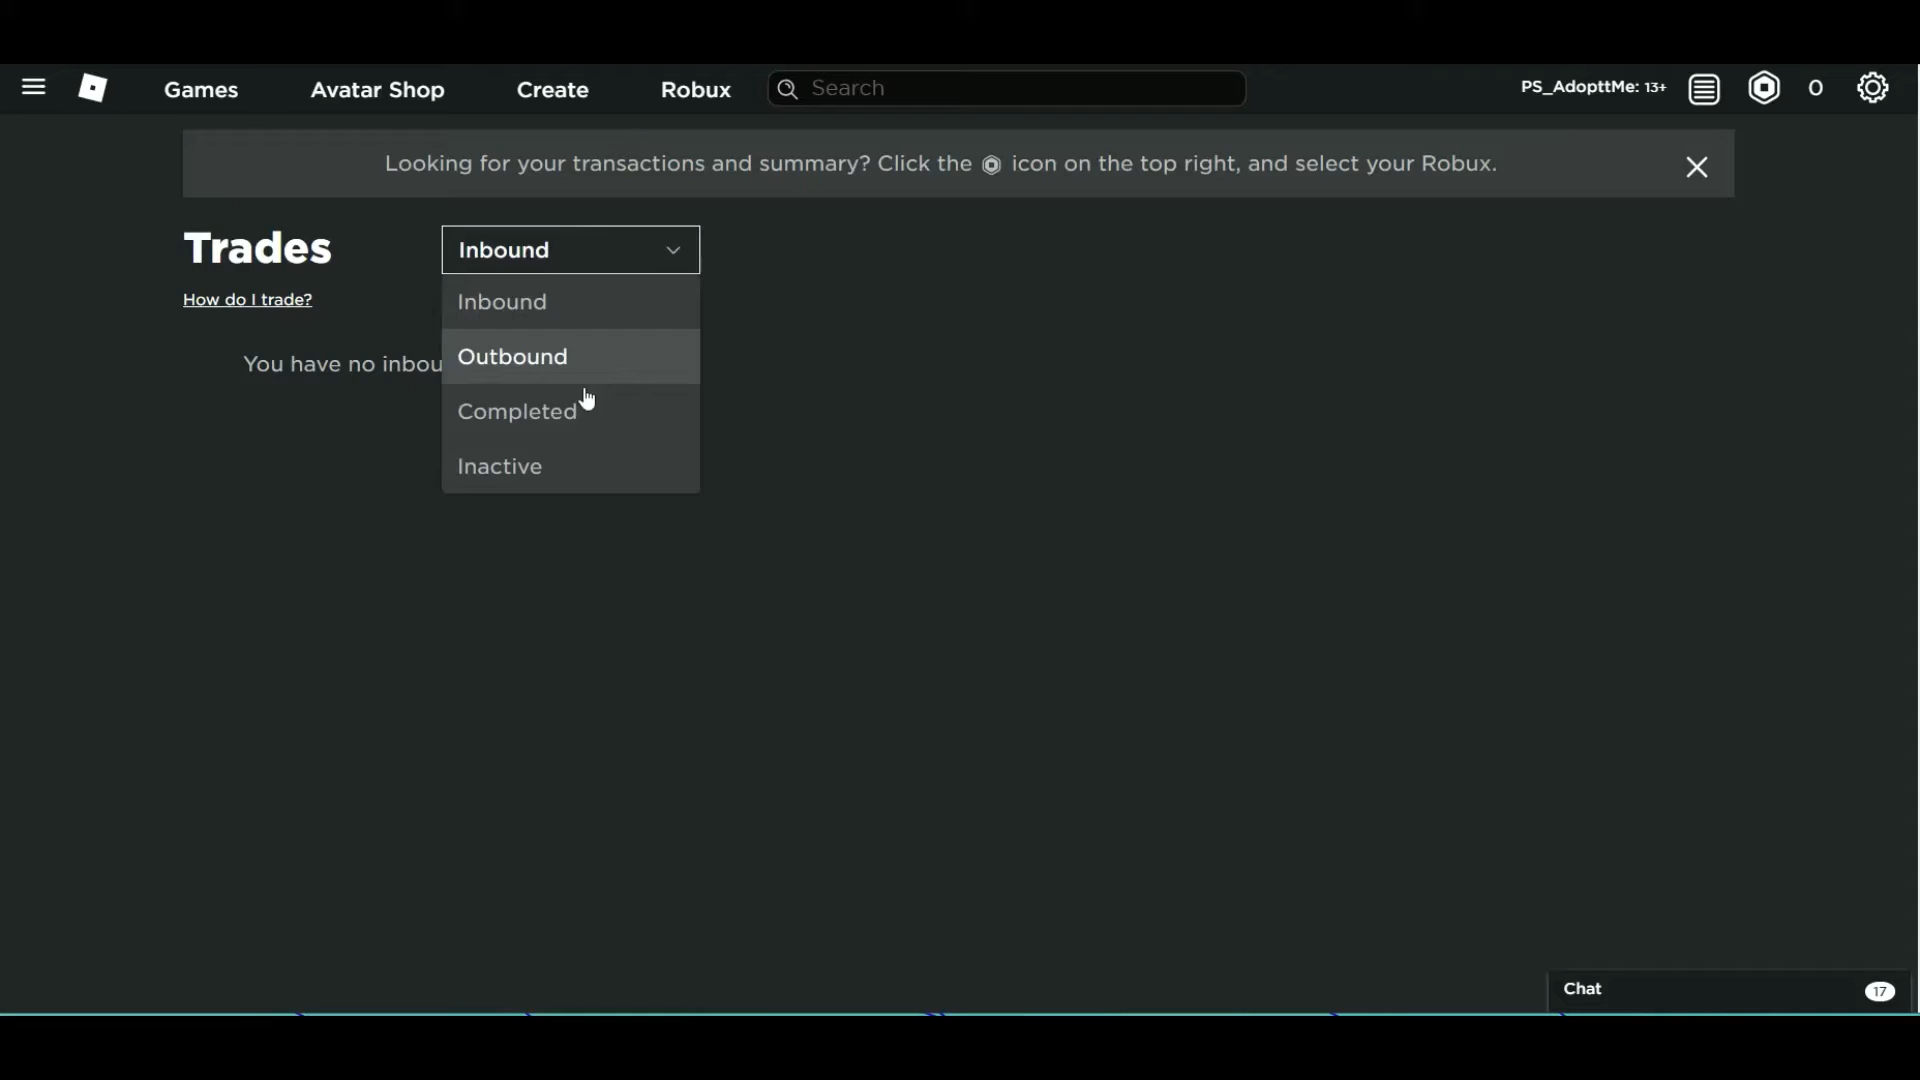 Games Avatar Shop Create Robux Search PS_AdopttMe: 13+ 0
Looking for your transactions and summary? Click the icon on the top right, and select your Robux.
Trades Inbound
How do I trade? Inbound
You have no inbou Outbound
Completed
Inactive
Chat 17